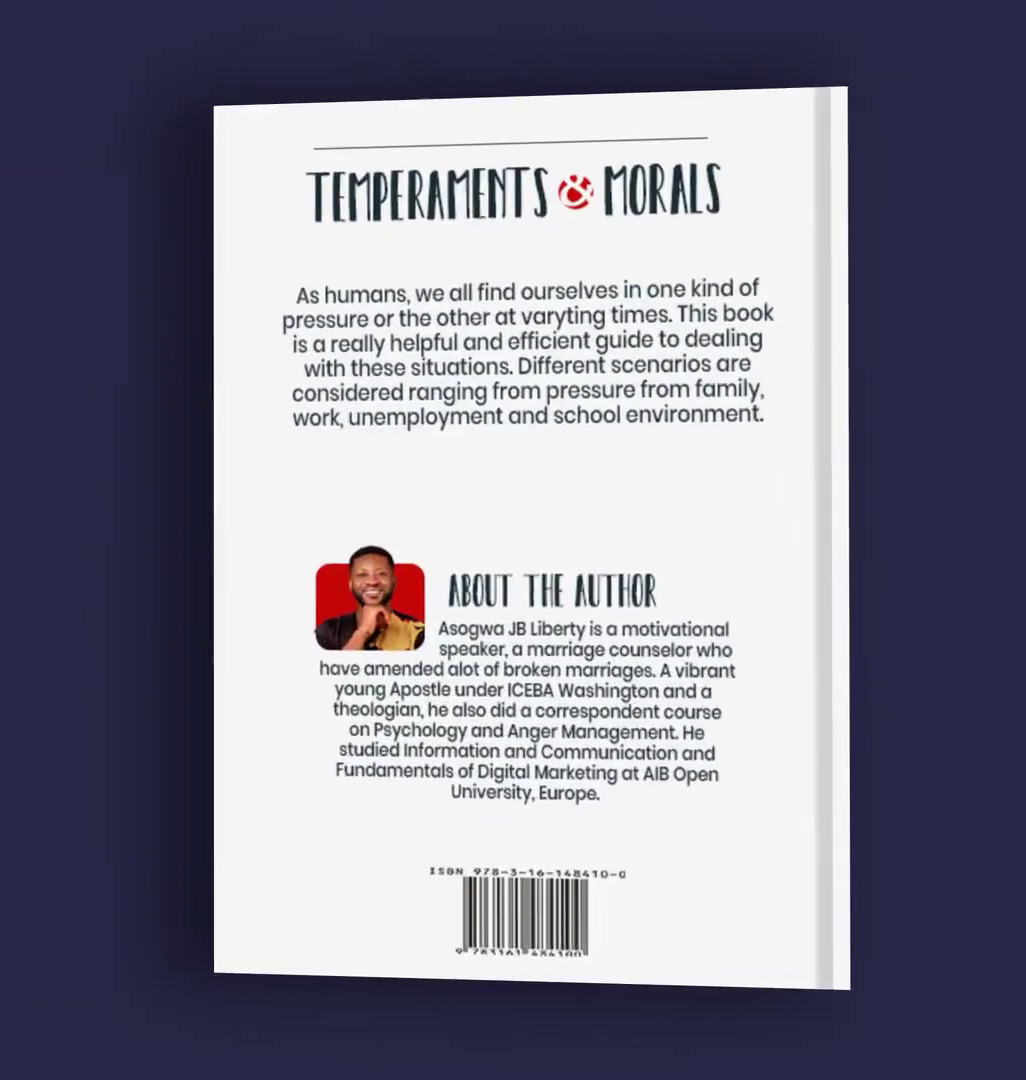 TEMPERAMENTS & MORALS
As humans, we all find ourselves in one kind of
pressure or the other at varyting times. This book
is a really helpful and efficient guide to dealing
with these situations. Different scenarios are
considered ranging from pressure from family,
work, unemployment and school environment.
ABOUT THE AUTHOR
Asogwa JB Liberty is a motivational
speaker, a marriage counselor who
have amended alot of broken marriages. A vibrant
young Apostle under ICEBA Washington and a
theologian, he also did a correspondent course
on Psychology and Anger Management. He
studied Information and Communication and
Fundamentals of Digital Marketing at AIB Open
University, Europe.
ISBN 978-3-16-148410-0
9 783161 484100